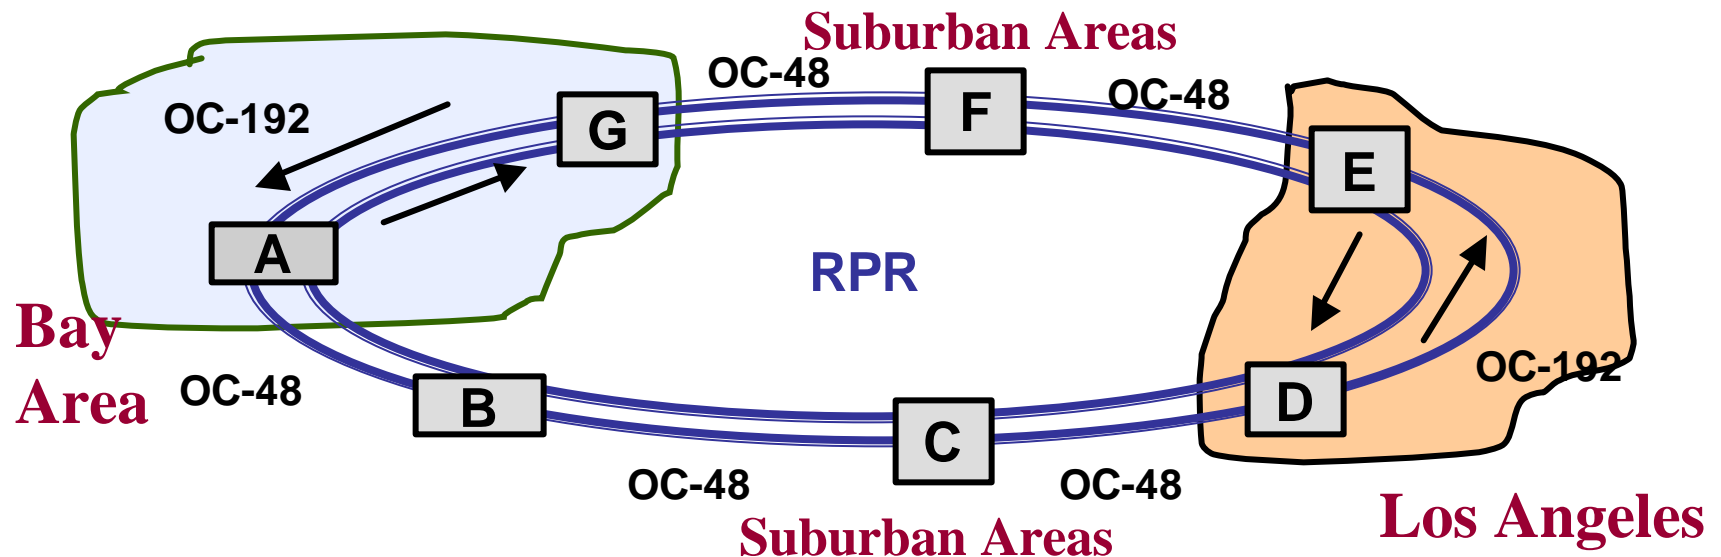 Suburban Areas
OC-48
OC-48
OC-192
F
G
E
A
RPR
Bay
Area
OC-192
OC-48
B
C
D
OC-48
OC-48
Los Angeles
Suburban Areas